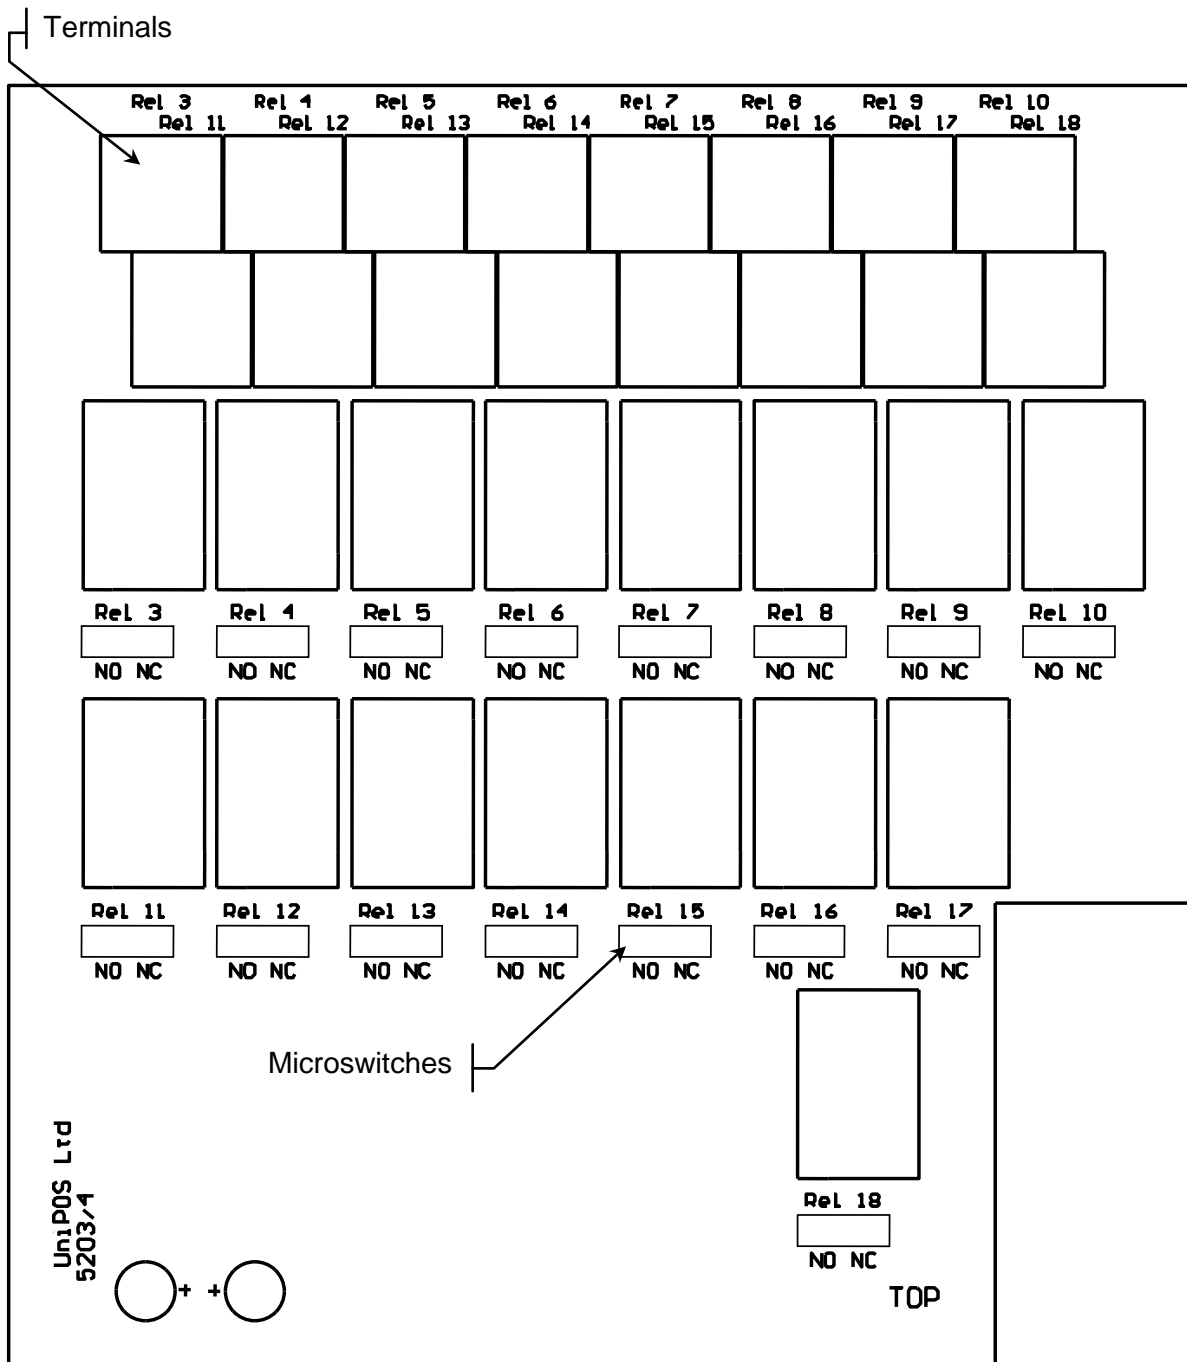 Terminals
Rel 3 Rel 4 Rel 5 Rel 6 Rel 7 Rel 8 Rel 9 Rel 10
Rel 11 Rel 12 Rel 13 Rel 14 Rel 15 Rel 16 Rel 17 Rel 18
Rel 3 Rel 4 Rel 5 Rel 6 Rel 7 Rel 8 Rel 9 Rel 10
NO NC NO NC NO NC NO NC NO NC NO NC NO NC NO NC
Rel 11 Rel 12 Rel 13 Rel 14 Rel 15 Rel 16 Rel 17
NO NC NO NC NO NC NO NC NO NC NO NC NO NC
Microswitches
UniPOS Ltd
5203/4
Rel 18
NO NC
+ +
TOP